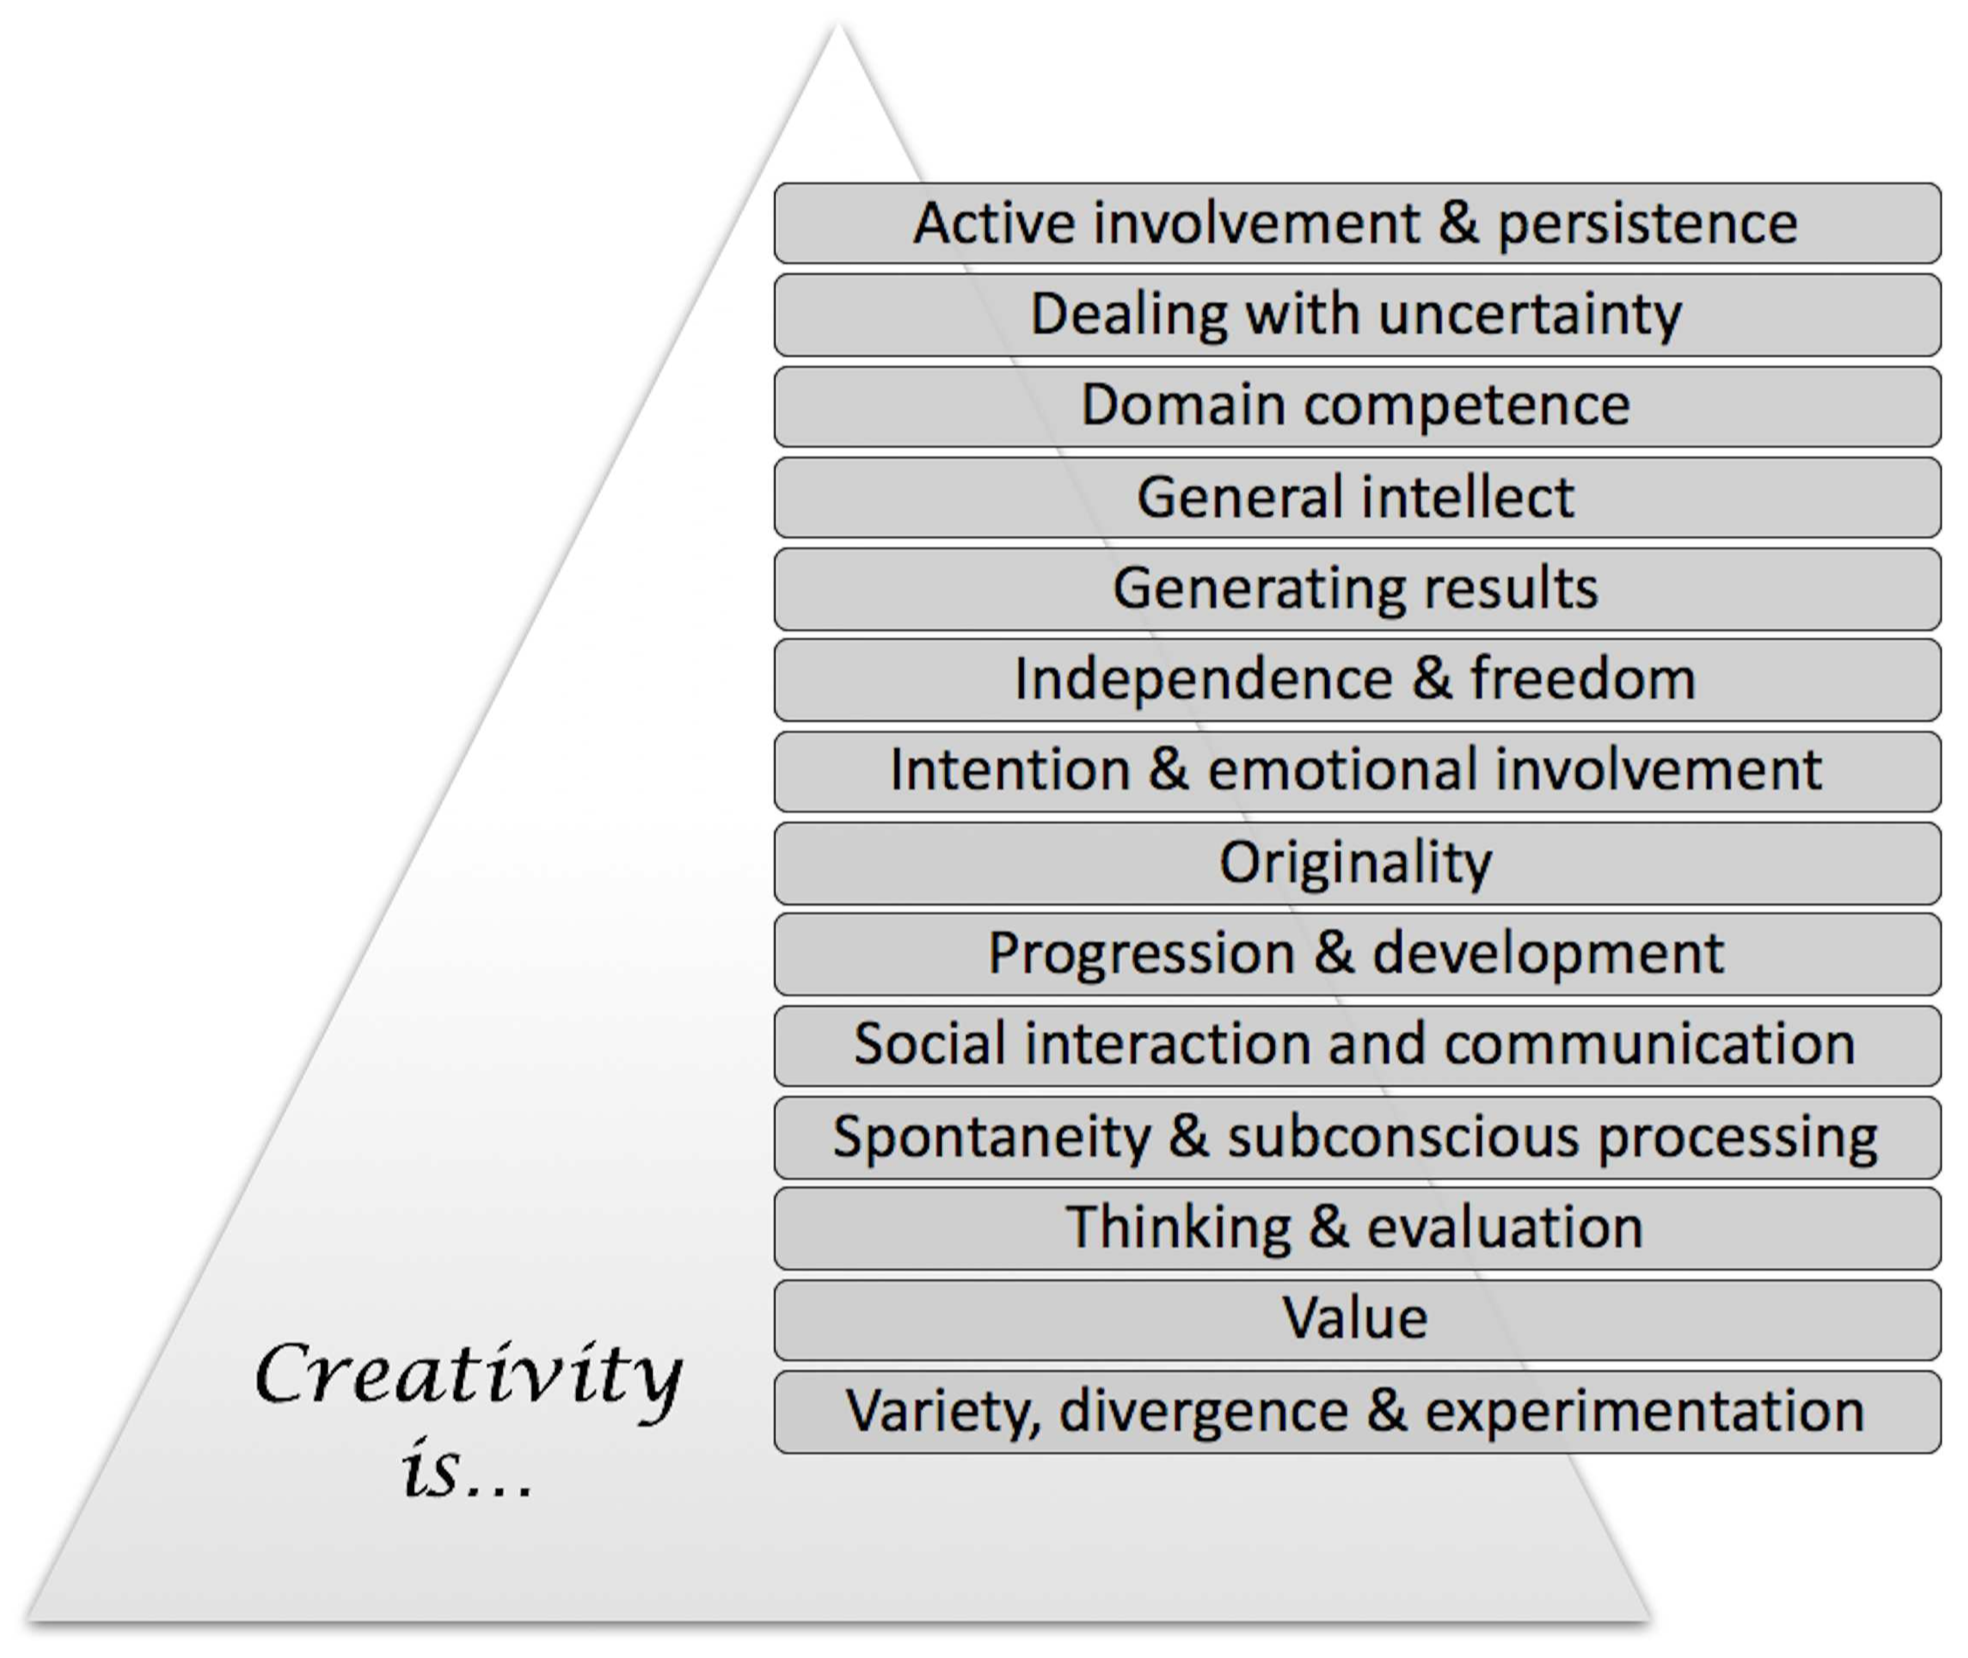 Active involvement & persistence
Dealing with uncertainty
Domain competence
General intellect
Generating results
Independence & freedom
Intention & emotional involvement
Originality
Progression & development
Social interaction and communication
Spontaneity & subconscious processing
Thinking & evaluation
Value
Variety, divergence & experimentation
Creativity
is...